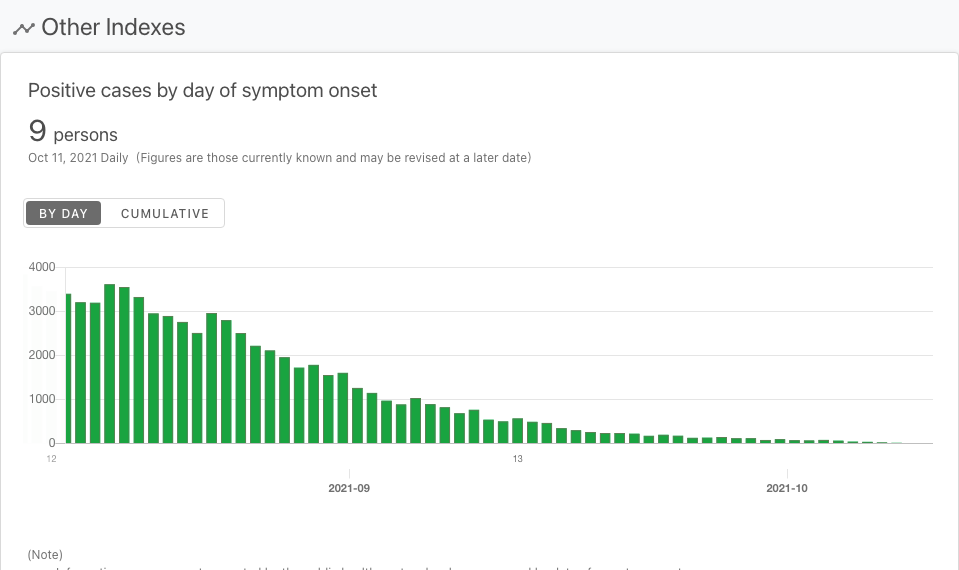 Other Indexes
Positive cases by day of symptom onset
9 persons
Oct 11, 2021 Daily (Figures are those currently known and may be revised at a later date)
BY DAY CUMULATIVE
4000
3000
2000
1000
0
12 13
2021-09 2021-10
(Note)